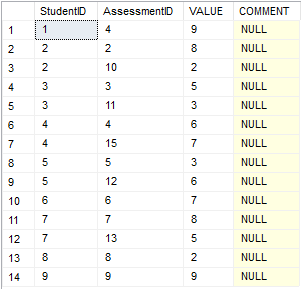 StudentID AssessmentID VALUE COMMENT
1 1 4 9 NULL
2 2 2 8 NULL
3 2 10 2 NULL
4 3 3 5 NULL
5 3 11 3 NULL
6 4 4 6 NULL
7 4 15 7 NULL
8 5 5 3 NULL
9 5 12 6 NULL
10 6 6 7 NULL
11 7 7 8 NULL
12 7 13 5 NULL
13 8 8 2 NULL
14 9 9 9 NULL